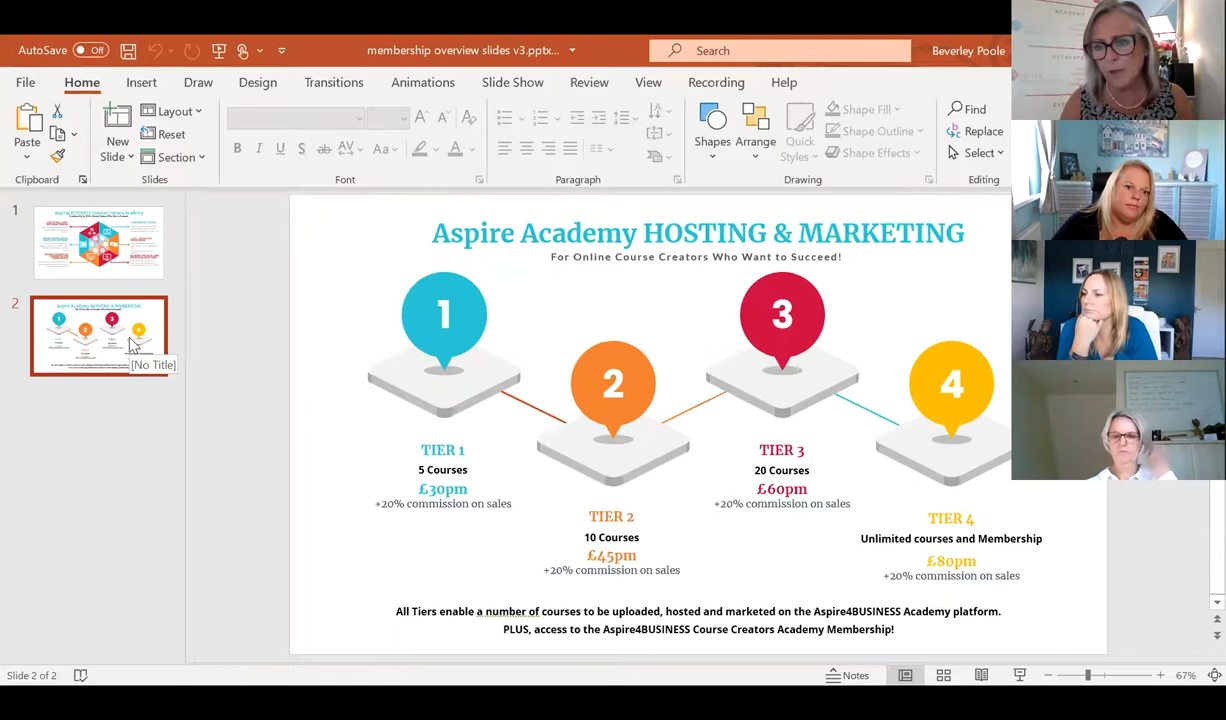 AutoSave Off
membership overview slides v3.pptx...
Search
Beverley Poole
File Home Insert Draw Design Transitions Animations Slide Show Review View Recording Help
Paste
Clipboard
New Slide
Layout
Reset
Section
Slides
B I U S ab AV Aa A
Font
Paragraph
Shapes
Arrange
Quick Styles
Shape Fill
Shape Outline
Shape Effects
Drawing
Find
Replace
Select
Editing
ACADEMY
1
2
[No Title]
Aspire Academy HOSTING & MARKETING
For Online Course Creators Who Want to Succeed!
1
2
3
4
TIER 1
5 Courses
£30pm
+20% commission on sales
TIER 2
10 Courses
£45pm
+20% commission on sales
TIER 3
20 Courses
£60pm
+20% commission on sales
TIER 4
Unlimited courses and Membership
£80pm
+20% commission on sales
All Tiers enable a number of courses to be uploaded, hosted and marketed on the Aspire4BUSINESS Academy platform.
PLUS, access to the Aspire4BUSINESS Course Creators Academy Membership!
Slide 2 of 2
Notes
67%